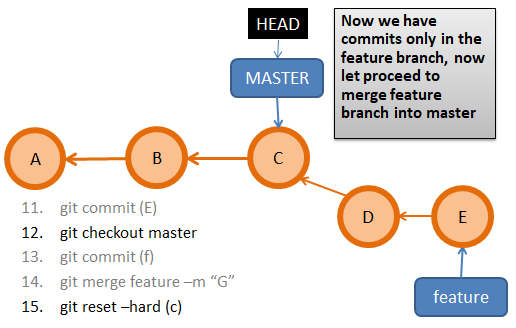 HEAD
Now we have
commits only in the
feature branch, now
let proceed to
merge feature
branch into master
MASTER
A
B
C
D
E
11. git commit (E)
12. git checkout master
13. git commit (f)
14. git merge feature –m “G”
15. git reset –hard (c)
feature